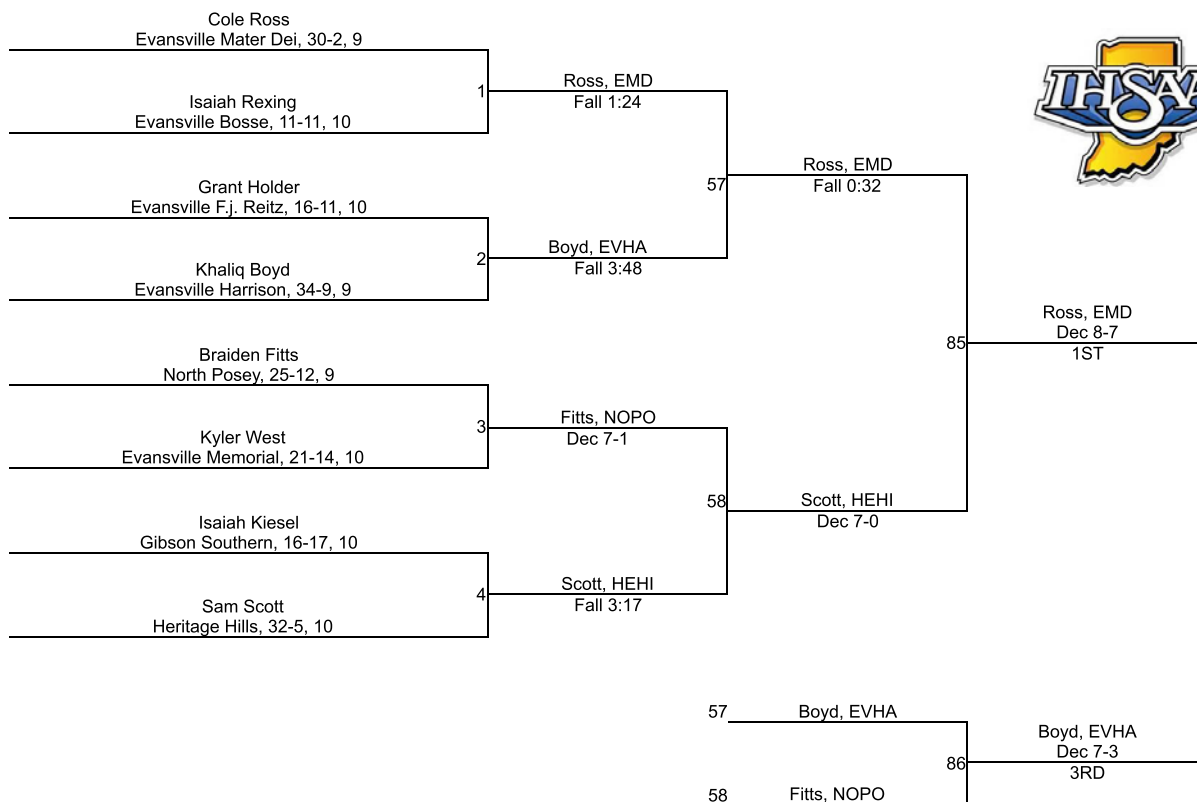 Cole Ross
Evansville Mater Dei, 30-2, 9
1
Ross, EMD
Fall 1:24
Isaiah Rexing
Evansville Bosse, 11-11, 10
57
Ross, EMD
Fall 0:32
Grant Holder
Evansville F.j. Reitz, 16-11, 10
2
Boyd, EVHA
Fall 3:48
Khaliq Boyd
Evansville Harrison, 34-9, 9
85
Ross, EMD
Dec 8-7
1ST
Braiden Fitts
North Posey, 25-12, 9
3
Fitts, NOPO
Dec 7-1
Kyler West
Evansville Memorial, 21-14, 10
58
Scott, HEHI
Dec 7-0
Isaiah Kiesel
Gibson Southern, 16-17, 10
4
Scott, HEHI
Fall 3:17
Sam Scott
Heritage Hills, 32-5, 10
57
Boyd, EVHA
86
Boyd, EVHA
Dec 7-3
3RD
58
Fitts, NOPO
IHSAA